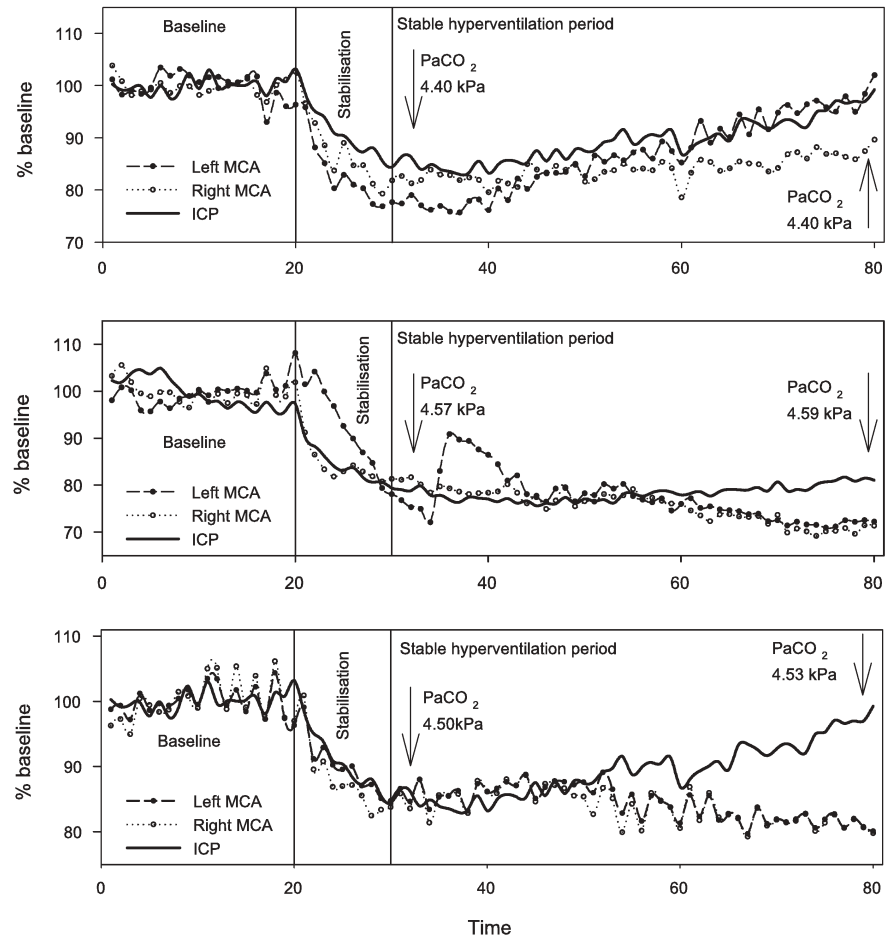 110
100
90
80
70
% baseline
Baseline
Stabilisation
Stable hyperventilation period
PaCO 2
4.40 kPa
Left MCA
Right MCA
ICP
PaCO 2
4.40 kPa
0 20 40 60 80
110
100
90
80
70
% baseline
Stabilisation
Stable hyperventilation period
PaCO 2
4.57 kPa
PaCO 2
4.59 kPa
Baseline
Left MCA
Right MCA
ICP
0 20 40 60 80
110
100
90
80
% baseline
Stabilisation
Stable hyperventilation period
PaCO 2
4.53 kPa
PaCO 2
4.50kPa
Baseline
Left MCA
Right MCA
ICP
0 20 40 60 80
Time